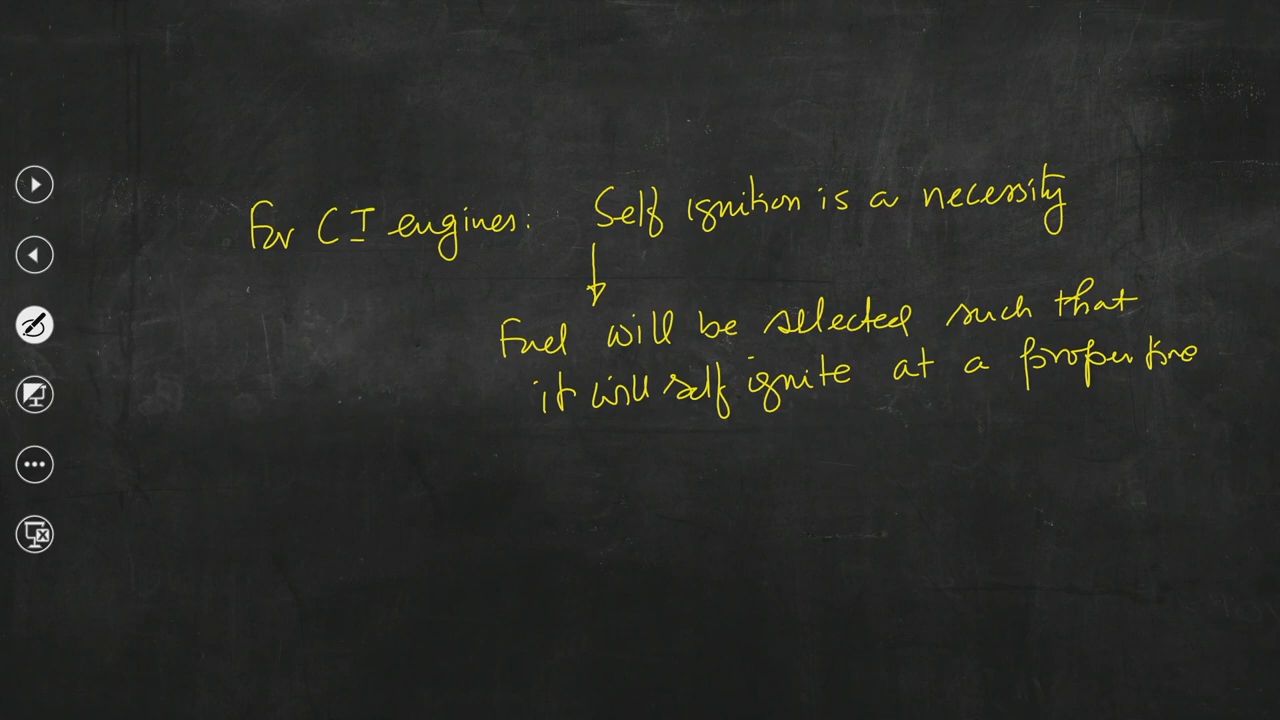 For CI engines: Self ignition is a necessity
Fuel will be selected such that
it will self ignite at a proper time